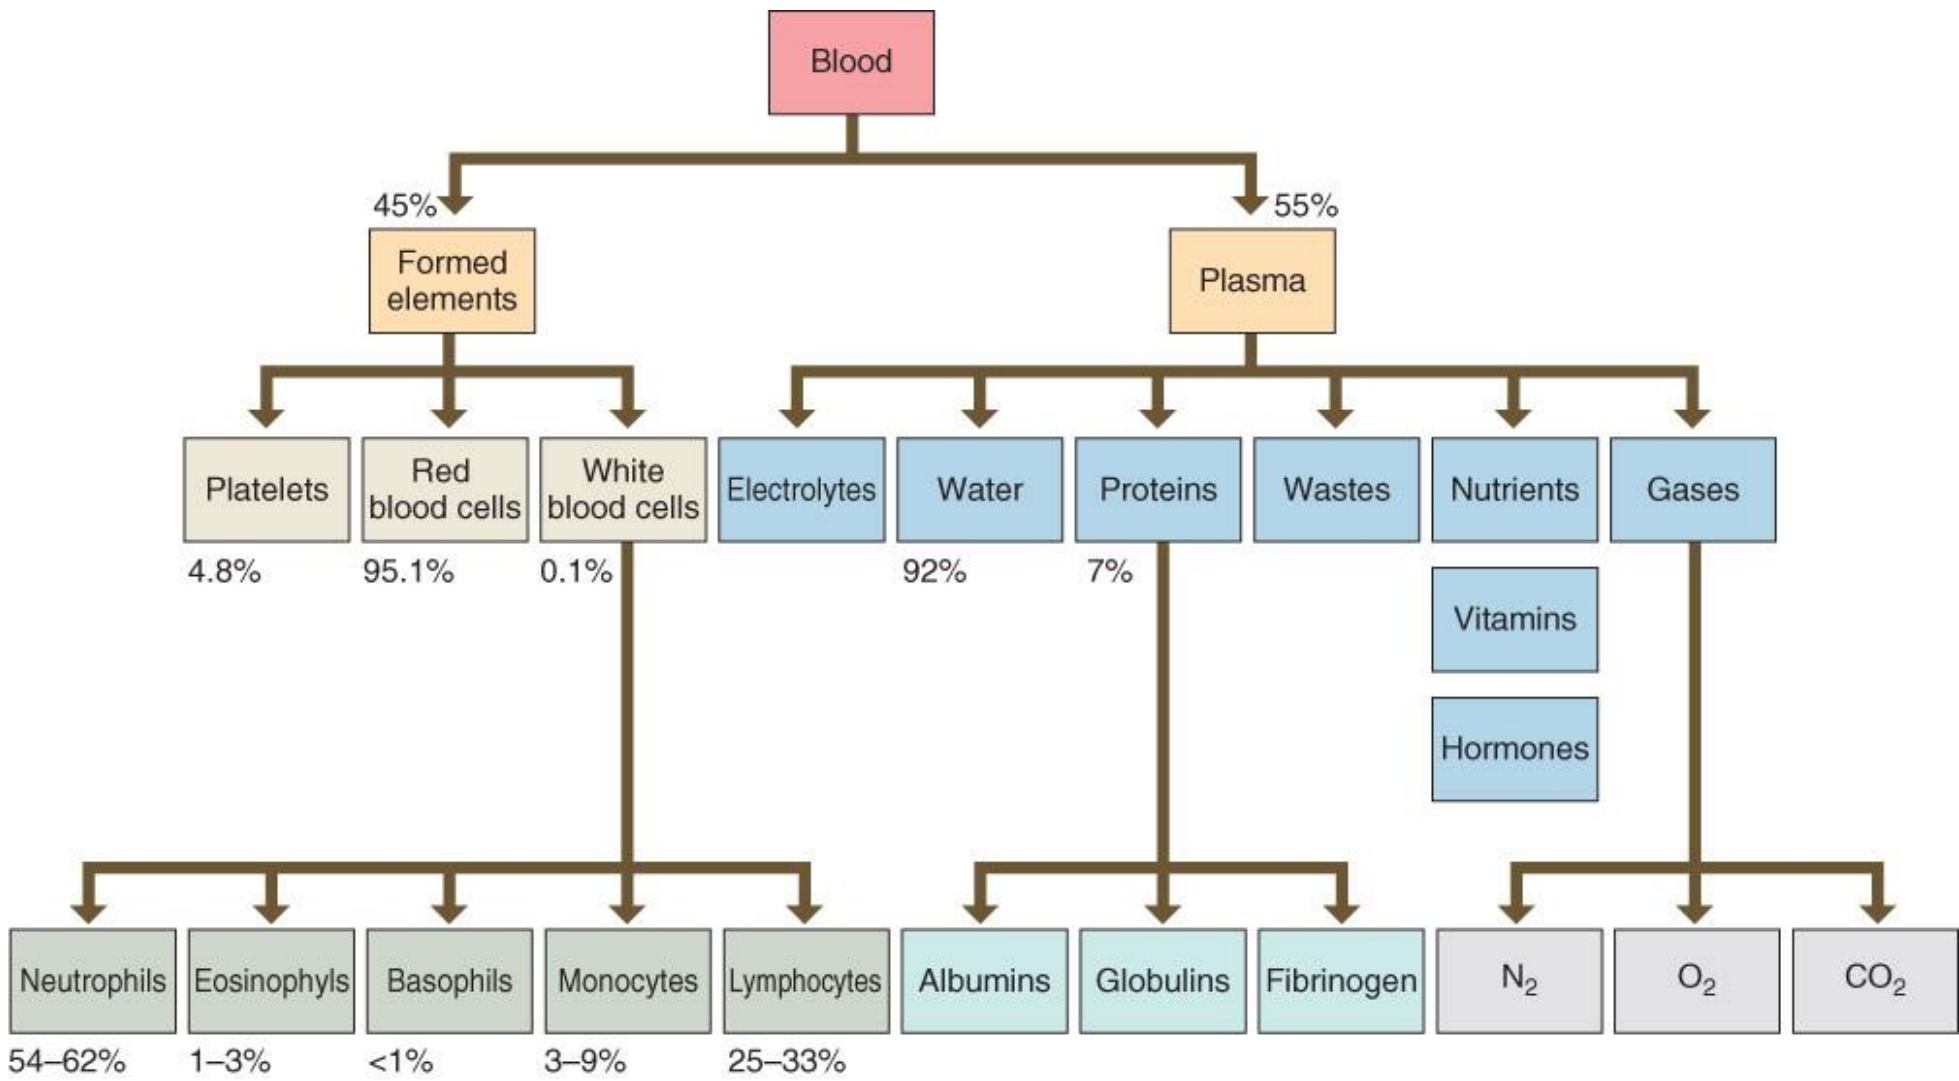 Blood
45%
55%
Formed
elements
Plasma
Platelets
Red
blood cells
White
blood cells
Electrolytes
Water
Proteins
Wastes
Nutrients
Gases
4.8%
95.1%
0.1%
92%
7%
Vitamins
Hormones
Neutrophils
Eosinophyls
Basophils
Monocytes
Lymphocytes
Albumins
Globulins
Fibrinogen
N₂
O₂
CO₂
54–62%
1–3%
<1%
3–9%
25–33%